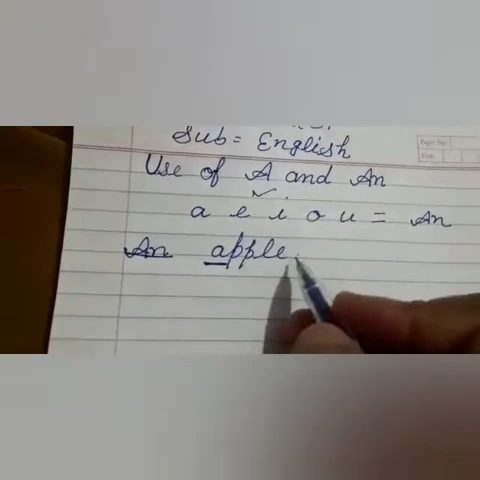 Sub= English
Use of A and An
a e i o u = An
An apple.